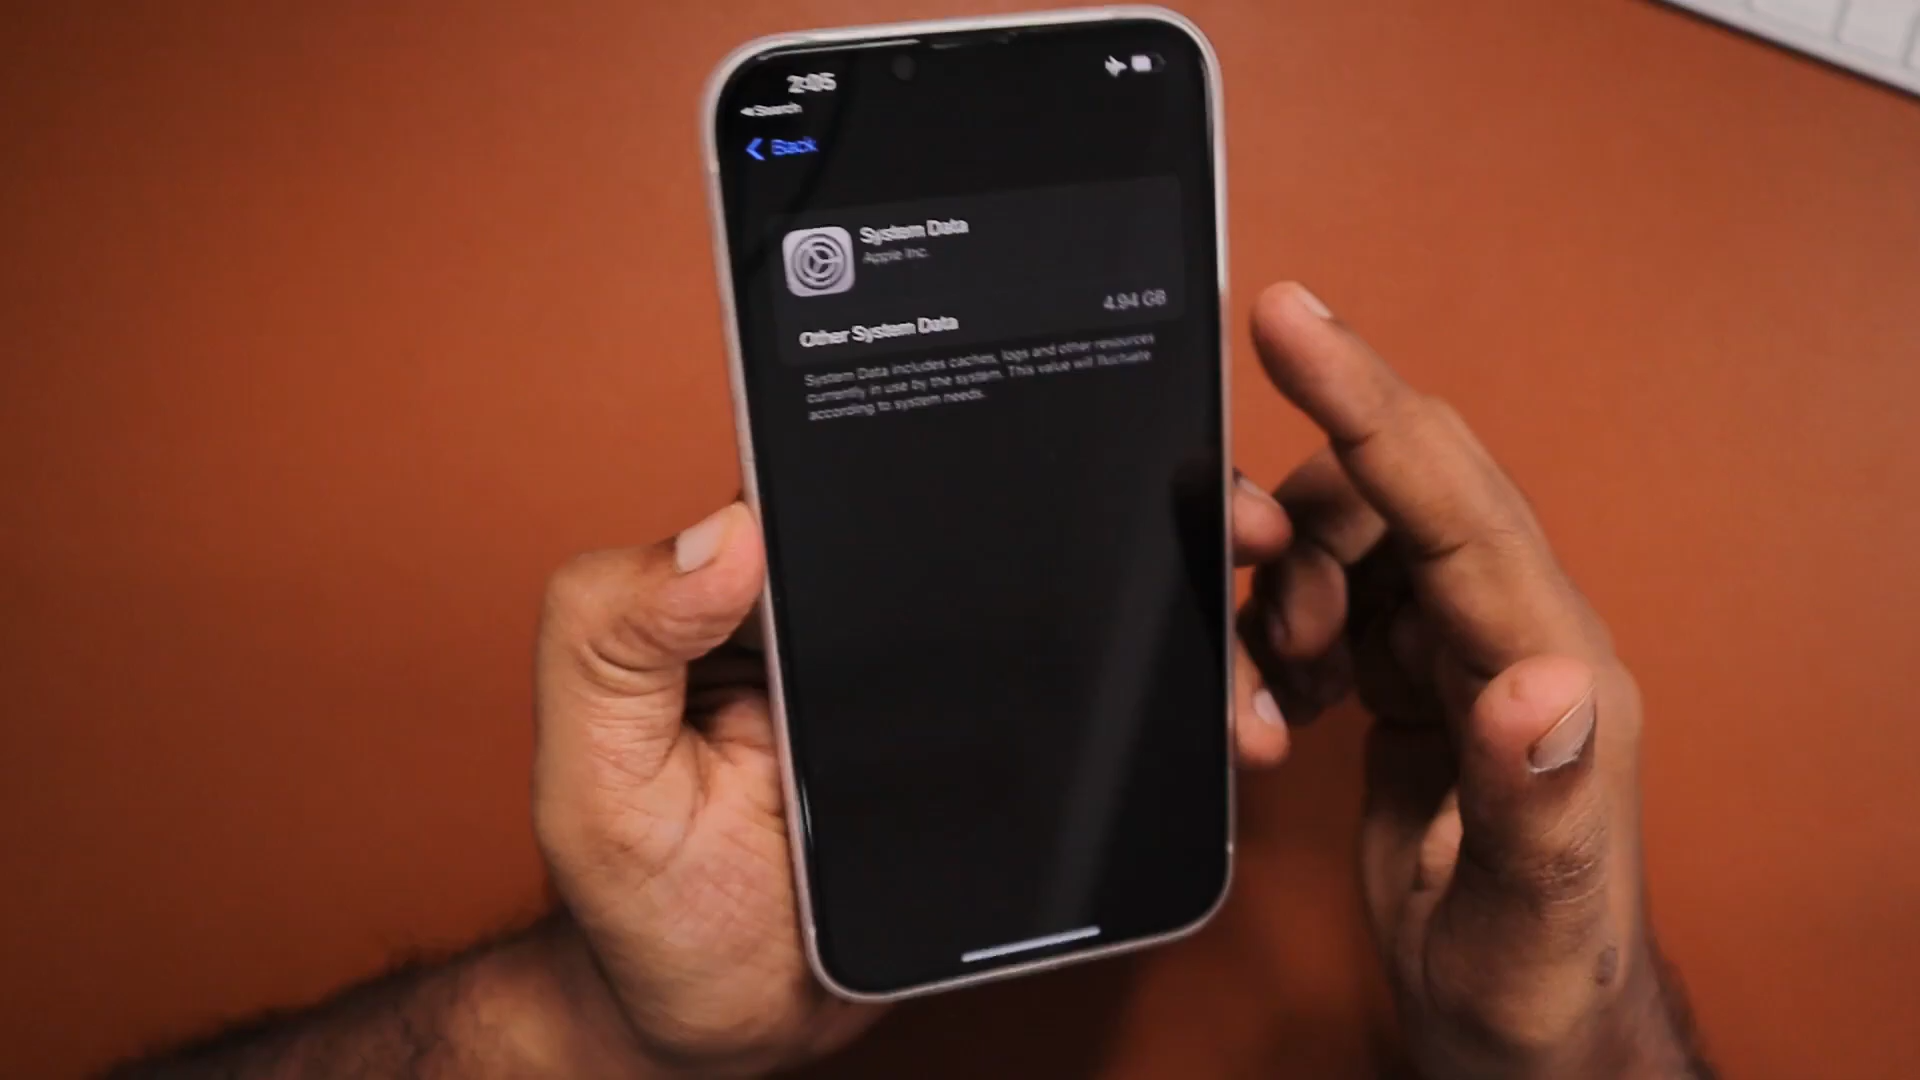 2:05
Search
Back
System Data
Apple Inc.
Other System Data 4.94 GB
System Data includes caches, logs and other resources
currently in use by the system. This value will fluctuate
according to system needs.